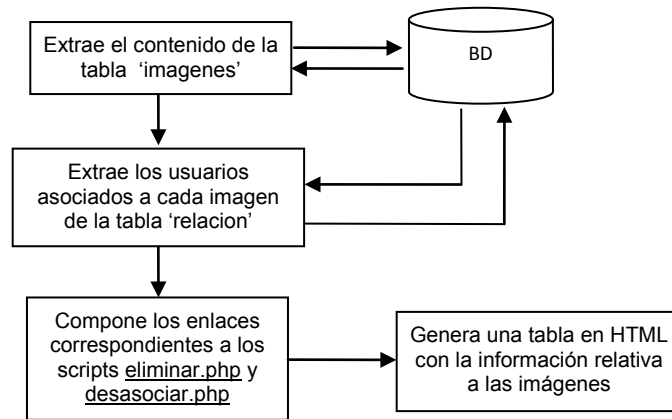 Extrae el contenido de la
tabla ‘imagenes’
BD
Extrae los usuarios
asociados a cada imagen
de la tabla ‘relacion’
Compone los enlaces
correspondientes a los
scripts eliminar.php y
desasociar.php
Genera una tabla en HTML
con la información relativa
a las imágenes